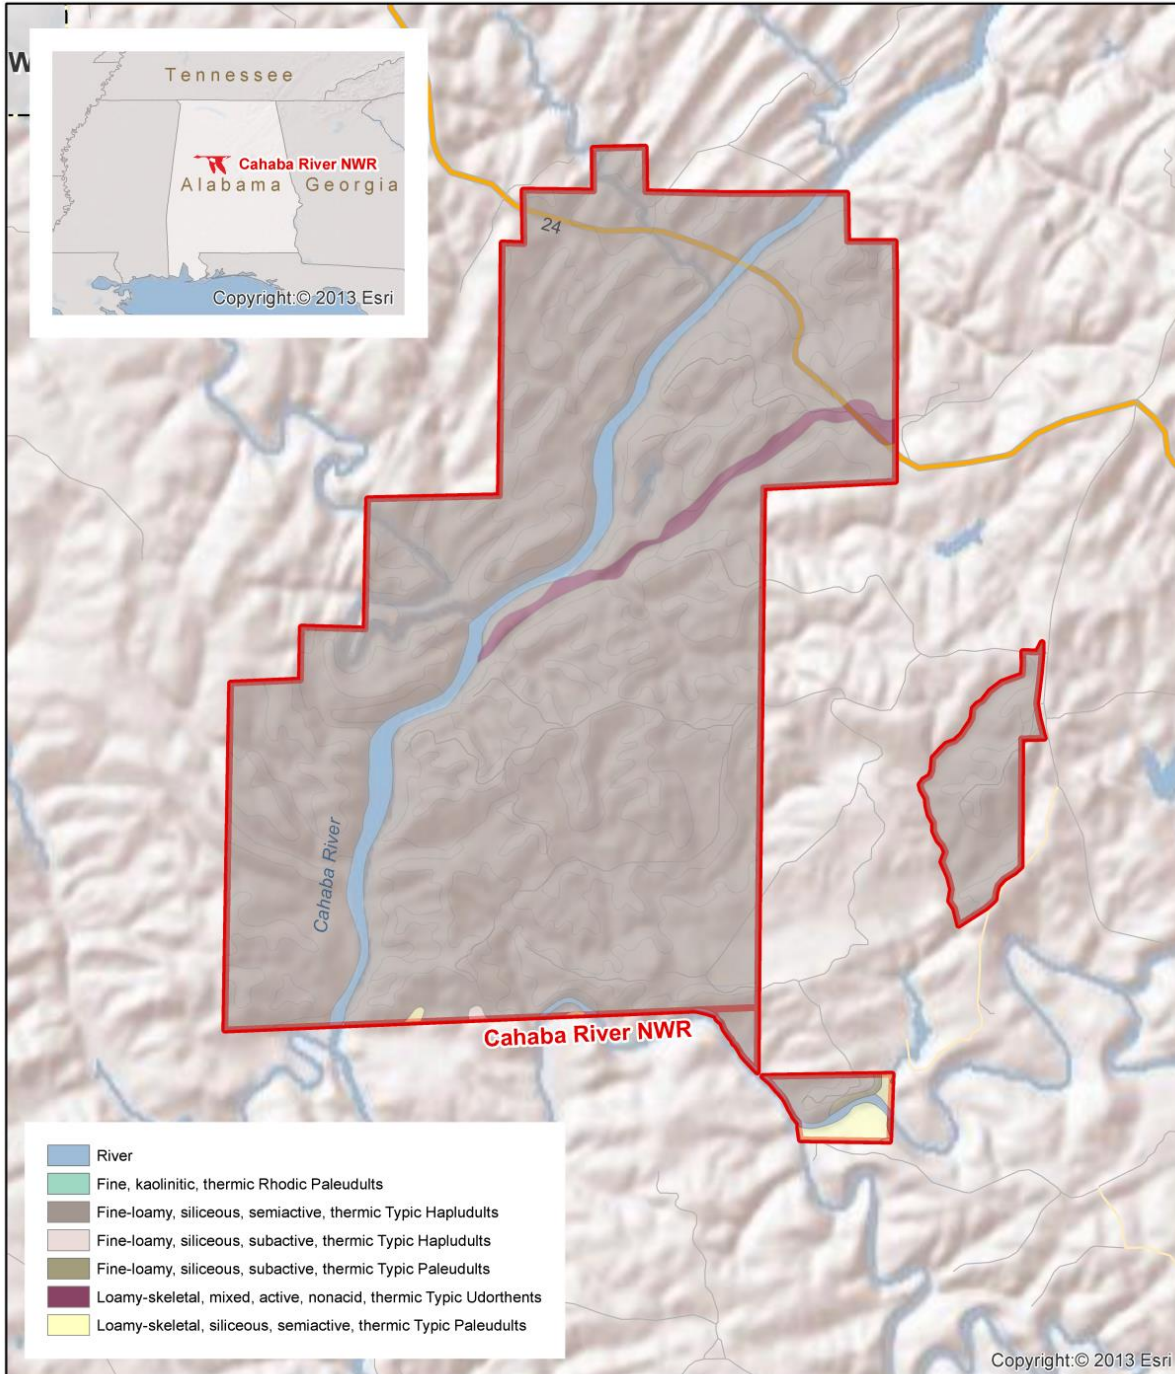 W
Tennessee
Cahaba River NWR
Alabama Georgia
Copyright:© 2013 Esri
24
Cahaba River
Cahaba River NWR
River
Fine, kaolinitic, thermic Rhodic Paleudults
Fine-loamy, siliceous, semiactive, thermic Typic Hapludults
Fine-loamy, siliceous, subactive, thermic Typic Hapludults
Fine-loamy, siliceous, subactive, thermic Typic Paleudults
Loamy-skeletal, mixed, active, nonacid, thermic Typic Udorthents
Loamy-skeletal, siliceous, semiactive, thermic Typic Paleudults
Copyright:© 2013 Esri